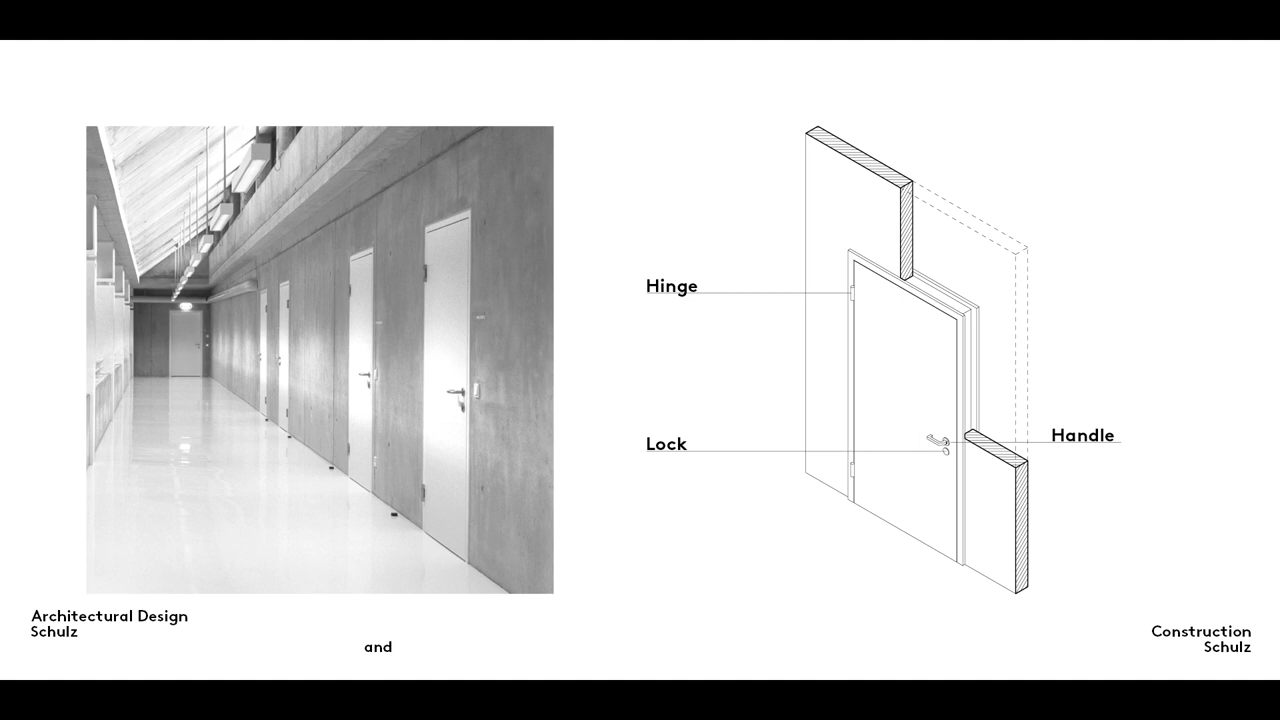 Hinge
Lock
Handle
Architectural Design
Schulz
and
Construction
Schulz